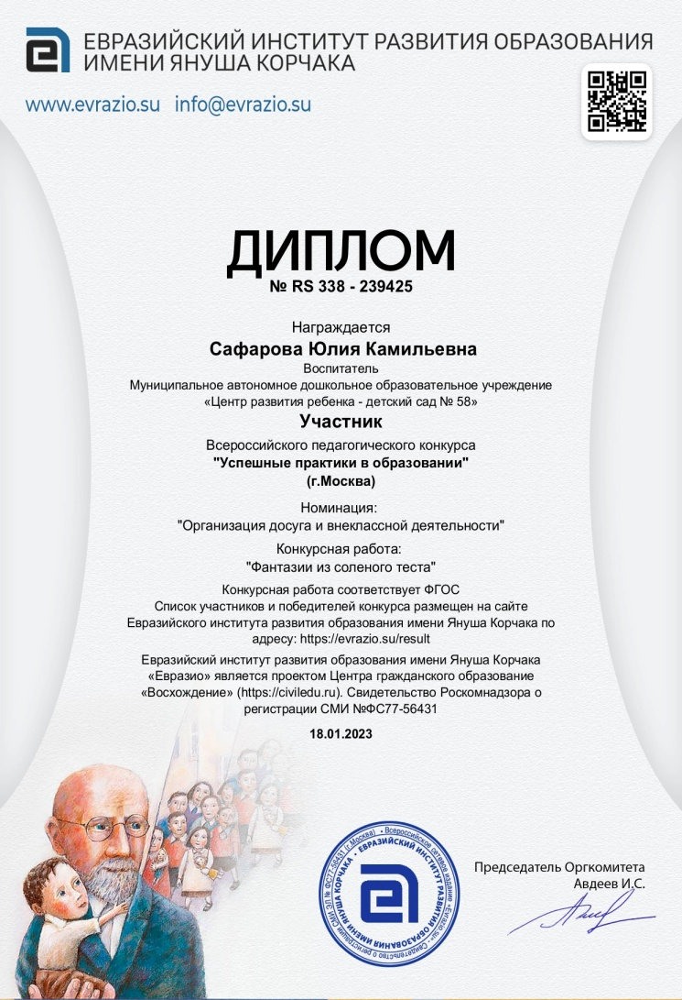 ЕВРАЗИЙСКИЙ ИНСТИТУТ РАЗВИТИЯ ОБРАЗОВАНИЯ
ИМЕНИ ЯНУША КОРЧАКА
www.evrazio.su info@evrazio.su
ДИПЛОМ
№ RS 338 - 239425
Награждается
Сафарова Юлия Камильевна
Воспитатель
Муниципальное автономное дошкольное образовательное учреждение
«Центр развития ребенка - детский сад № 58»
Участник
Всероссийского педагогического конкурса
"Успешные практики в образовании"
(г.Москва)
Номинация:
"Организация досуга и внеклассной деятельности"
Конкурсная работа:
"Фантазии из соленого теста"
Конкурсная работа соответствует ФГОС
Список участников и победителей конкурса размещен на сайте
Евразийского института развития образования имени Януша Корчака по
адресу: https://evrazio.su/result
Евразийский институт развития образования имени Януша Корчака
«Евразио» является проектом Центра гражданского образование
«Восхождение» (https://civiledu.ru). Свидетельство Роскомнадзора о
регистрации СМИ №ФС77-56431
18.01.2023
Председатель Оргкомитета
Авдеев И.С.
• Всероссийское сетевое издание «Evrazio.su». Свидетельство о регистрации СМИ ЭЛ № ФС77-56431 (г.Москва)
• ЕВРАЗИЙСКИЙ ИНСТИТУТ РАЗВИТИЯ ОБРАЗОВАНИЯ ИМЕНИ ЯНУША КОРЧАКА